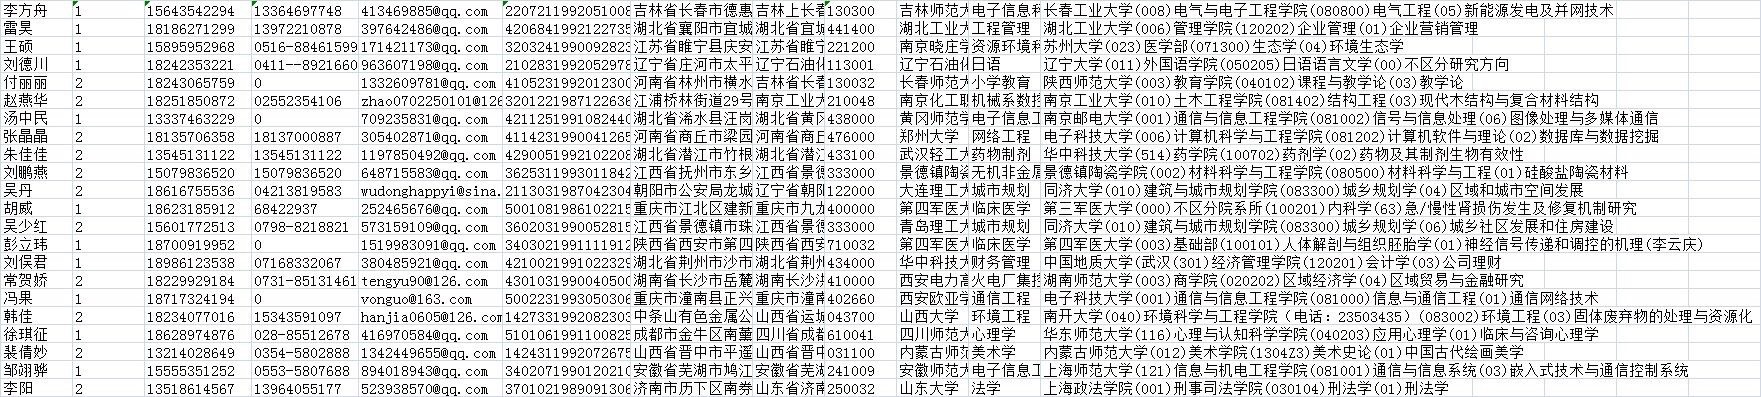 李方舟 1 15643542294 13364697748 413469885@qq.com 2207211992051008 吉林省长春市德惠 吉林上长春 130300 吉林师范大 电子信息科 长春工业大学(008)电气与电子工程学院(080800)电气工程(05)新能源发电及并网技术
雷昊 1 18186271299 13972210878 397642486@qq.com 4206841992122735 湖北省襄阳市宜城 湖北省宜城 441400 湖北工业大 工程管理 湖北工业大学(006)管理学院(120202)企业管理(01)企业营销管理
王硕 1 15895952968 0516-88461599 171421173@qq.com 3203241990092823 江苏省睢宁县庆安 江苏省睢宁 221200 南京晓庄学 资源环境科 苏州大学(023)医学部(071300)生态学(04)环境生态学
刘德川 1 18242353221 0411--8921660 963607198@qq.com 2102831992052978 辽宁省庄河市太平 辽宁石油化 113001 辽宁石油化 日语 辽宁大学(011)外国语学院(050205)日语语言文学(00)不区分研究方向
付丽丽 2 18243065759 0 1332609781@qq.com 4105231992012300 河南省林州市横水 吉林省长春 130032 长春师范大 小学教育 陕西师范大学(003)教育学院(040102)课程与教学论(03)教学论
赵燕华 2 18251850872 02552354106 zhao0702250101@126 3201221987122636 江浦桥林街道29号 南京工业大 210048 南京化工职 机械系数控 南京工业大学(010)土木工程学院(081402)结构工程(03)现代木结构与复合材料结构
汤中民 1 13337463229 0 709235831@qq.com 4211251991082440 湖北省浠水县汪岗 湖北省黄冈 438000 黄冈师范大 电子信息工 南京邮电大学(001)通信与信息工程学院(081002)信号与信息处理(06)图像处理与多媒体通信
张晶晶 2 18135706358 18137000887 305402871@qq.com 4114231990041265 河南省商丘市梁园 河南省商丘 476000 郑州大学 网络工程 电子科技大学(006)计算机科学与工程学院(081202)计算机软件与理论(02)数据库与数据挖掘
朱佳佳 2 13545131122 13545131122 1197850492@qq.com 4290051992102208 湖北省潜江市竹根 湖北省潜江 433100 武汉轻工大 药物制剂 华中科技大学(514)药学院(100702)药剂学(02)药物及其制剂生物有效性
刘鹏燕 2 15079836520 15079836520 648715583@qq.com 3625311993011842 江西省抚州市东乡 江西省景德 333000 景德镇陶瓷 无机非金属 景德镇陶瓷学院(002)材料科学与工程学院(080500)材料科学与工程(01)硅酸盐陶瓷材料
吴丹 2 18616755536 04213819583 wudonghappyi@sina. 2113031987042304 朝阳市公安局龙城 辽宁省朝阳 122000 大连理工大 城市规划 同济大学(010)建筑与城市规划学院(083300)城乡规划学(04)区域和城市空间发展
胡威 1 18623185912 68422937 252465676@qq.com 5001081986102215 重庆市江北区建新 重庆市九龙 400000 第四军医大 临床医学 第三军医大学(000)不区分院系所(100201)内科学(63)急/慢性肾损伤发生及修复机制研究
吴少红 2 15601772513 0798-8218821 573159109@qq.com 3602031990052815 江西省景德镇市珠 江西省景德 333000 青岛理工大 城市规划 同济大学(010)建筑与城市规划学院(083300)城乡规划学(06)城乡社区发展和住房建设
彭立玮 1 18700919952 0 1519983091@qq.com 3403021991111912 陕西省西安市第四 陕西省西安 710032 第四军医大 临床医学 第四军医大学(003)基础部(100101)人体解剖与组织胚胎学(01)神经信号传递和调控的机理(李云庆)
刘俣君 1 18986123538 07168332067 380485921@qq.com 4210021991022329 湖北省荆州市沙市 湖北省荆州 434000 华中科技大 财务管理 中国地质大学(武汉(301)经济管理学院(120201)会计学(03)公司理财
常贺娇 2 18229929184 0731-85131461 tengyu90@126.com 4301031990040500 湖南省长沙市岳麓 湖南省长沙 410000 西安电力高 火电厂集控 湖南师范大学(003)商学院(020202)区域经济学(04)区域贸易与金融研究
冯果 1 18717324194 0 vonguo@163.com 5002231993050306 重庆市潼南县正兴 重庆市潼南 402660 西安欧亚学 通信工程 电子科技大学(001)通信与信息工程学院(081000)信息与通信工程(01)通信网络技术
韩佳 2 18234077016 15343591097 hanjia0605@126.com 1427331992082303 中条山有色金属公 山西省运城 043700 山西大学 环境工程 南开大学(040)环境科学与工程学院(电话：23503435)(083002)环境工程(03)固体废弃物的处理与资源化
徐琪征 1 18628974876 028-85512678 416970584@qq.com 5101061991100825 成都市金牛区南薰 四川省成都 610041 四川师范大 心理学 华东师范大学(116)心理与认知科学学院(040203)应用心理学(01)临床与咨询心理学
裴倩妙 2 13214028649 0354-5802888 1342449655@qq.com 1424311992072675 山西省晋中市平遥 山西省晋中 031100 内蒙古师范 美术学 内蒙古师范大学(012)美术学院(1304Z3)美术史论(01)中国古代绘画美学
邹翊骅 1 15555351252 0553-5807688 894018943@qq.com 3402071990120210 安徽省芜湖市鸠江 安徽省芜湖 241009 安徽师范大 电子信息工 上海师范大学(121)信息与机电工程学院(081001)通信与信息系统(03)嵌入式技术与通信控制系统
李阳 2 13518614567 13964055177 523938570@qq.com 3701021989091306 济南市历下区南券 山东省济南 250032 山东大学 法学 上海政法学院(001)刑事司法学院(030104)刑法学(01)刑法学